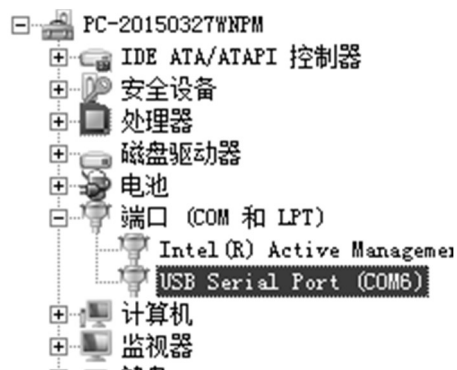 PC-20150327WNPM
IDE ATA/ATAPI 控制器
安全设备
处理器
磁盘驱动器
电池
端口 (COM 和 LPT)
Intel(R) Active Managemen
USB Serial Port (COM6)
计算机
监视器